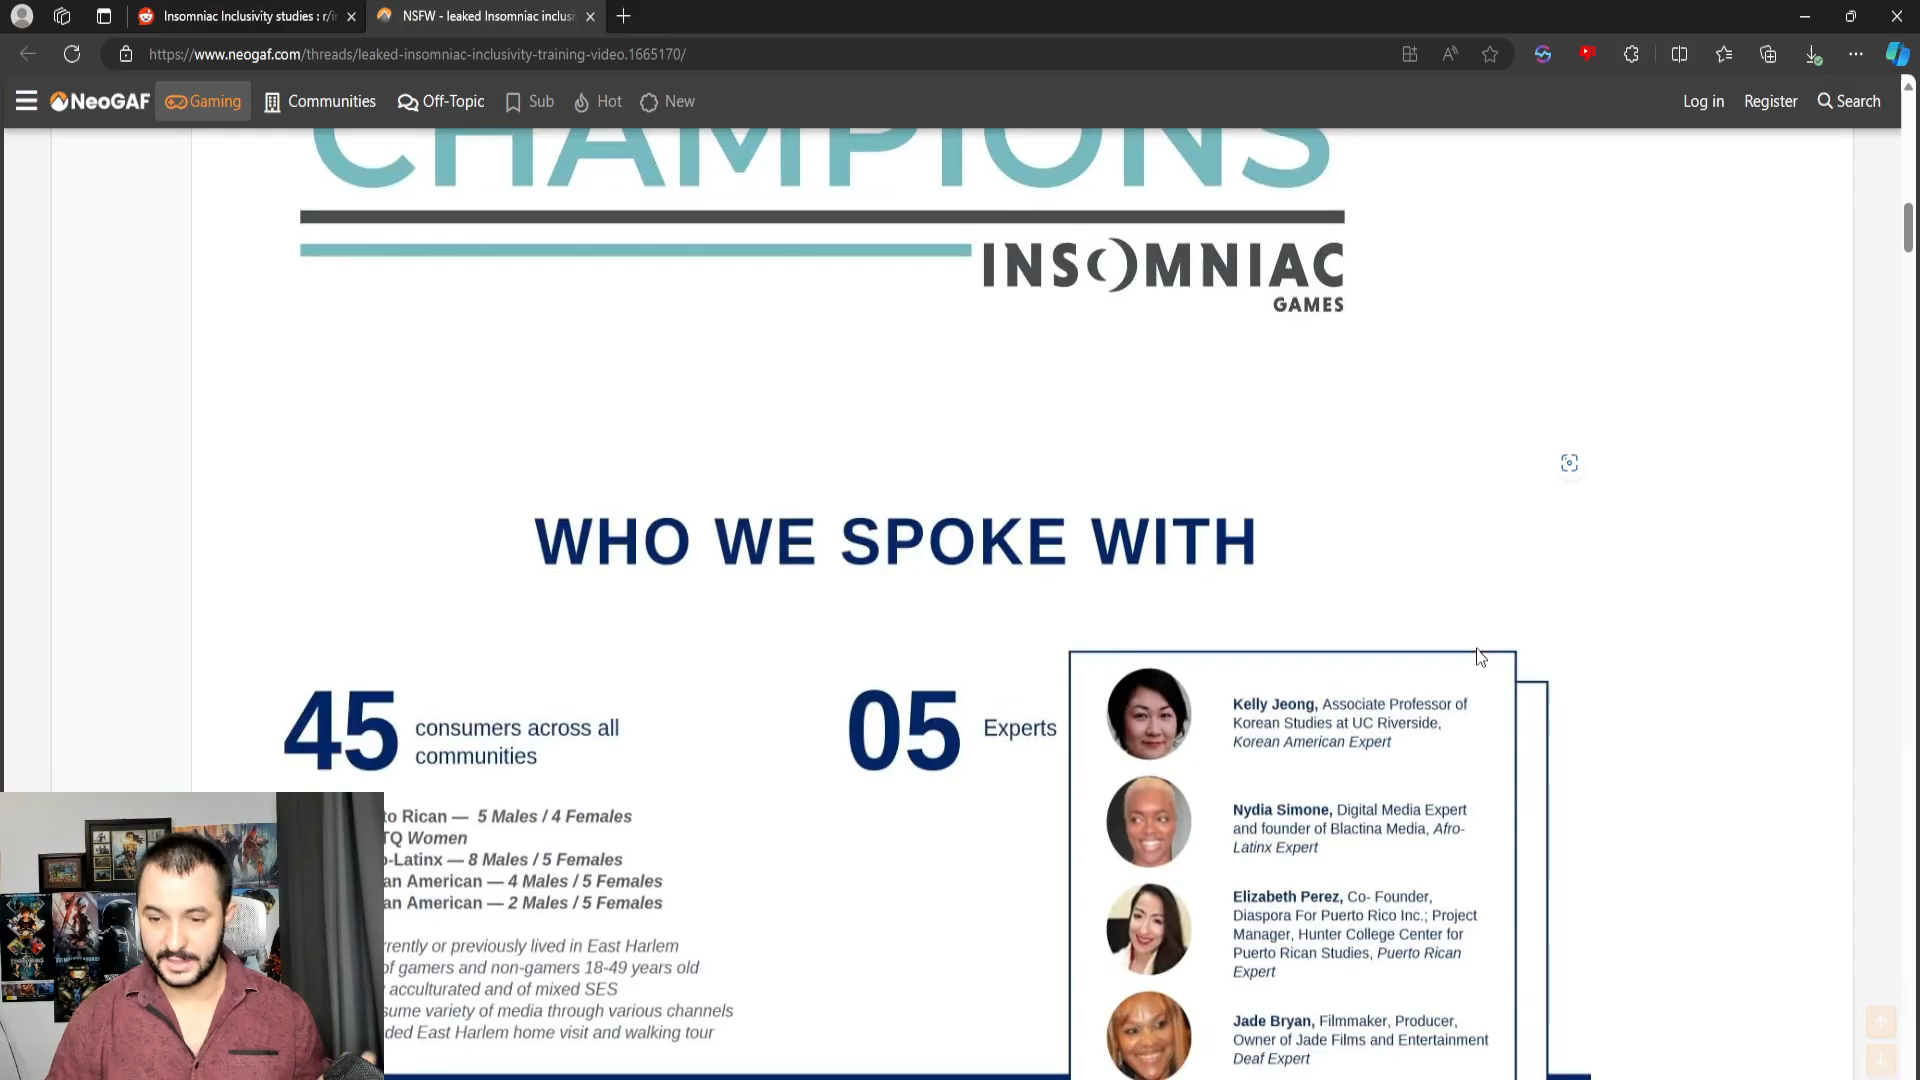 Insomniac Inclusivity studies : r/i
NSFW - leaked Insomniac inclusi
https://www.neogaf.com/threads/leaked-insomniac-inclusivity-training-video.1665170/
NeoGAF Gaming Communities Off-Topic Sub Hot New Log in Register Search
CHAMPIONS
INSOMNIAC
GAMES
WHO WE SPOKE WITH
45 consumers across all
communities
to Rican — 5 Males / 4 Females
TQ Women
-Latinx — 8 Males / 5 Females
an American — 4 Males / 5 Females
an American — 2 Males / 5 Females
rrently or previously lived in East Harlem
of gamers and non-gamers 18-49 years old
acculturated and of mixed SES
sume variety of media through various channels
ded East Harlem home visit and walking tour
05 Experts
Kelly Jeong, Associate Professor of
Korean Studies at UC Riverside,
Korean American Expert
Nydia Simone, Digital Media Expert
and founder of Blactina Media, Afro-
Latinx Expert
Elizabeth Perez, Co- Founder,
Diaspora For Puerto Rico Inc.; Project
Manager, Hunter College Center for
Puerto Rican Studies, Puerto Rican
Expert
Jade Bryan, Filmmaker, Producer,
Owner of Jade Films and Entertainment
Deaf Expert